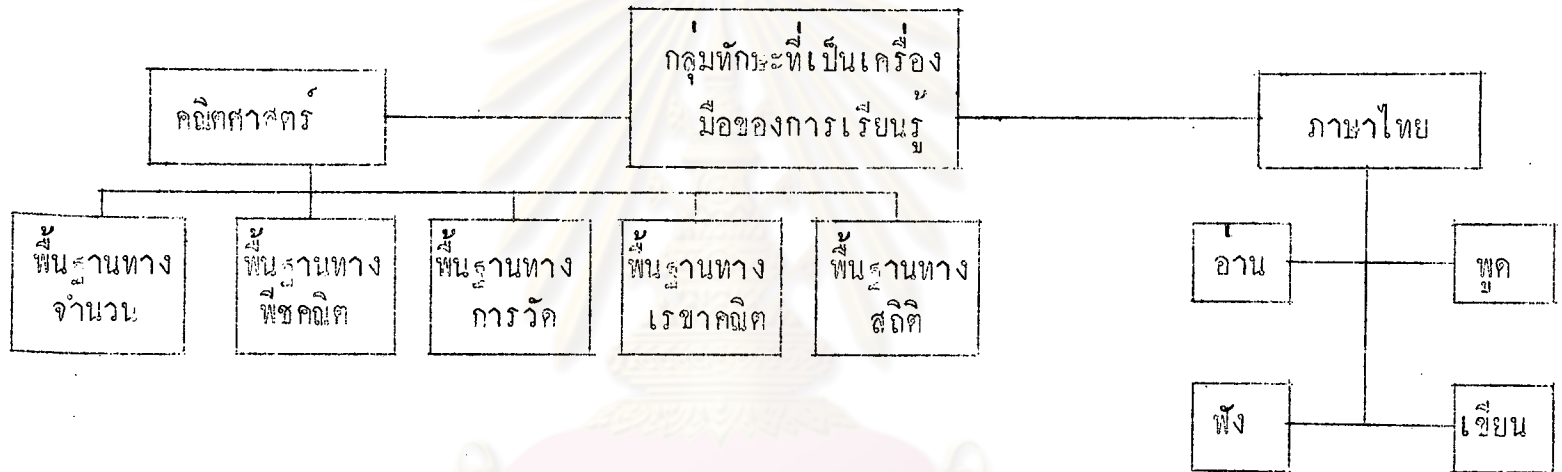 กลุ่มทักษะที่เป็นเครื่อง
มือของการเรียนรู้
คณิตศาสตร์
ภาษาไทย
พื้นฐานทาง
จำนวน
พื้นฐานทาง
พีชคณิต
พื้นฐานทาง
การวัด
พื้นฐานทาง
เรขาคณิต
พื้นฐานทาง
สถิติ
อ่าน
พูด
ฟัง
เขียน